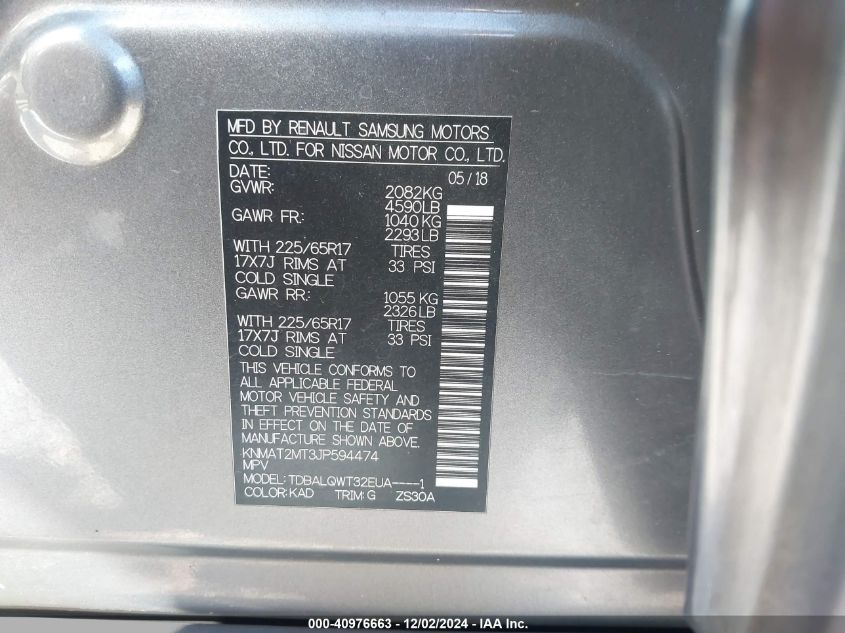 MFD BY RENAULT SAMSUNG MOTORS
CO., LTD. FOR NISSAN MOTOR CO., LTD.
DATE: 05/18
GVWR: 2082KG
4590LB
GAWR FR: 1040KG
2293LB
WITH 225/65R17 TIRES
17X7J RIMS AT 33 PSI
COLD SINGLE
GAWR RR: 1055KG
2326LB
WITH 225/65R17 TIRES
17X7J RIMS AT 33 PSI
COLD SINGLE
THIS VEHICLE CONFORMS TO
ALL APPLICABLE FEDERAL
MOTOR VEHICLE SAFETY AND
THEFT PREVENTION STANDARDS
IN EFFECT ON THE DATE OF
MANUFACTURE SHOWN ABOVE.
KNMAT2MT3JP594474
MPV
MODEL: TDBALQWT32EUA----1
COLOR: KAD TRIM: G ZS30A
000-40976663 - 12/02/2024 - IAA Inc.